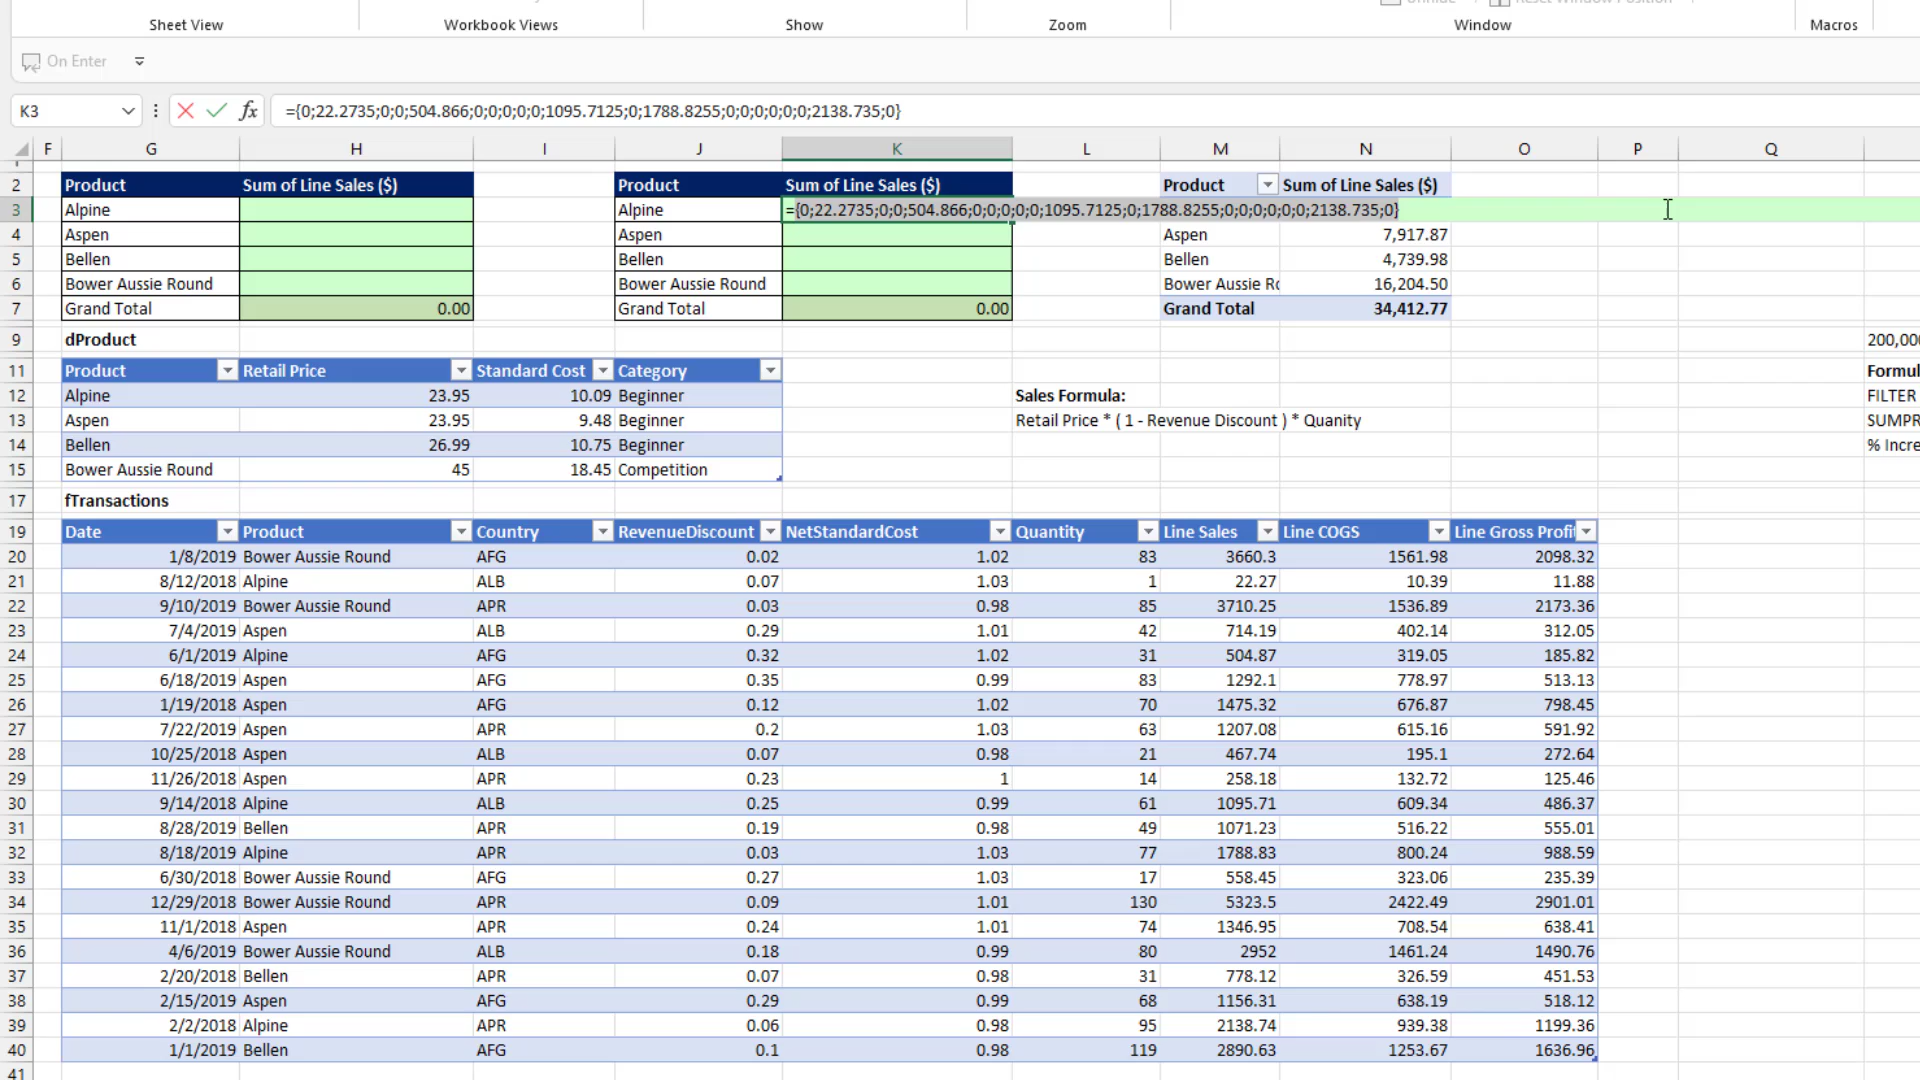 Sheet View Workbook Views Show Zoom Window Macros
On Enter
K3 fx ={0;22.2735;0;0;504.866;0;0;0;0;0;1095.7125;0;1788.8255;0;0;0;0;0;0;2138.735;0}
F G H I J K L M N O P Q
2 Product Sum of Line Sales ($) Product Sum of Line Sales ($) Product Sum of Line Sales ($)
3 Alpine Alpine ={0;22.2735;0;0;504.866;0;0;0;0;0;1095.7125;0;1788.8255;0;0;0;0;0;0;2138.735;0}
4 Aspen Aspen Aspen 7,917.87
5 Bellen Bellen Bellen 4,739.98
6 Bower Aussie Round Bower Aussie Round Bower Aussie Ro 16,204.50
7 Grand Total 0.00 Grand Total 0.00 Grand Total 34,412.77
9 dProduct 200,000
11 Product Retail Price Standard Cost Category Formul
12 Alpine 23.95 10.09 Beginner Sales Formula: FILTER
13 Aspen 23.95 9.48 Beginner Retail Price * ( 1 - Revenue Discount ) * Quanity SUMPR
14 Bellen 26.99 10.75 Beginner % Incre
15 Bower Aussie Round 45 18.45 Competition
17 fTransactions
19 Date Product Country RevenueDiscount NetStandardCost Quantity Line Sales Line COGS Line Gross Profit
20 1/8/2019 Bower Aussie Round AFG 0.02 1.02 83 3660.3 1561.98 2098.32
21 8/12/2018 Alpine ALB 0.07 1.03 1 22.27 10.39 11.88
22 9/10/2019 Bower Aussie Round APR 0.03 0.98 85 3710.25 1536.89 2173.36
23 7/4/2019 Aspen ALB 0.29 1.01 42 714.19 402.14 312.05
24 6/1/2019 Alpine AFG 0.32 1.02 31 504.87 319.05 185.82
25 6/18/2019 Aspen AFG 0.35 0.99 83 1292.1 778.97 513.13
26 1/19/2018 Aspen AFG 0.12 1.02 70 1475.32 676.87 798.45
27 7/22/2019 Aspen APR 0.2 1.03 63 1207.08 615.16 591.92
28 10/25/2018 Aspen ALB 0.07 0.98 21 467.74 195.1 272.64
29 11/26/2018 Aspen APR 0.23 1 14 258.18 132.72 125.46
30 9/14/2018 Alpine ALB 0.25 0.99 61 1095.71 609.34 486.37
31 8/28/2019 Bellen APR 0.19 0.98 49 1071.23 516.22 555.01
32 8/18/2019 Alpine APR 0.03 1.03 77 1788.83 800.24 988.59
33 6/30/2018 Bower Aussie Round AFG 0.27 1.03 17 558.45 323.06 235.39
34 12/29/2018 Bower Aussie Round AFG 0.09 1.01 130 5323.5 2422.49 2901.01
35 11/1/2018 Aspen APR 0.24 1.01 74 1346.95 708.54 638.41
36 4/6/2019 Bower Aussie Round ALB 0.18 0.99 80 2952 1461.24 1490.76
37 2/20/2018 Bellen APR 0.07 0.98 31 778.12 326.59 451.53
38 2/15/2019 Aspen AFG 0.29 0.99 68 1156.31 638.19 518.12
39 2/2/2018 Alpine APR 0.06 0.98 95 2138.74 939.38 1199.36
40 1/1/2019 Bellen AFG 0.1 0.98 119 2890.63 1253.67 1636.96
41